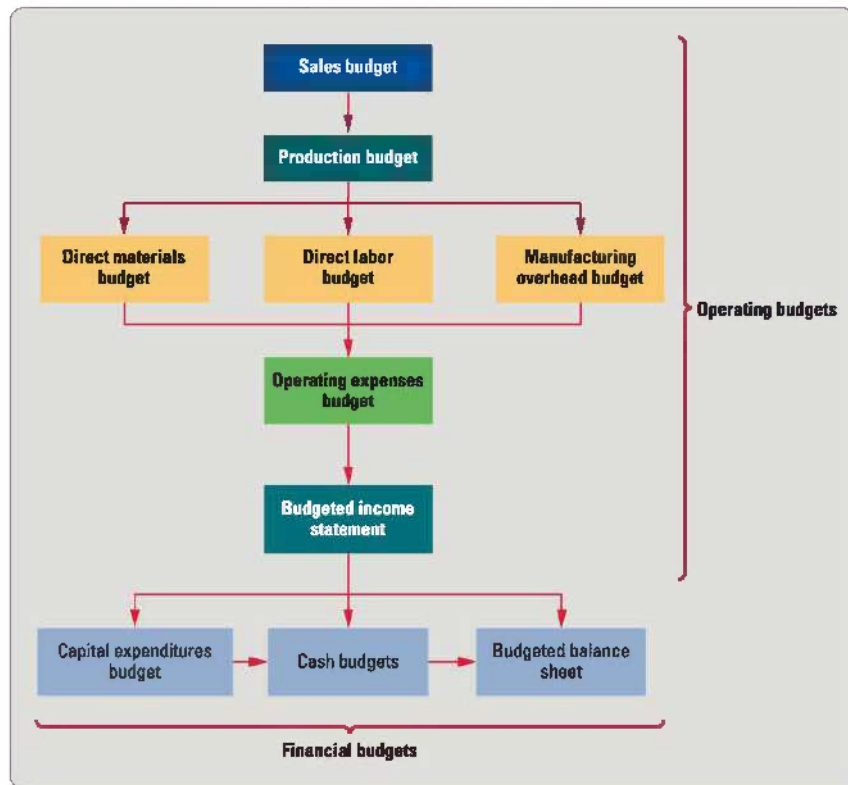 Sales budget
Production budget
Direct materials
budget
Direct labor
budget
Manufacturing
overhead budget
Operating budgets
Operating expenses
budget
Budgeted income
statement
Capital expenditures
budget
Cash budgets
Budgeted balance
sheet
Financial budgets